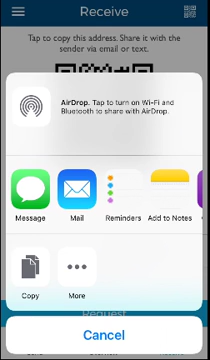 Receive
Tap to copy this address. Share it with the
sender via email or text.
AirDrop. Tap to turn on Wi-Fi and
Bluetooth to share with AirDrop.
Message
Mail
Reminders
Add to Notes
Copy
More
Request
Cancel